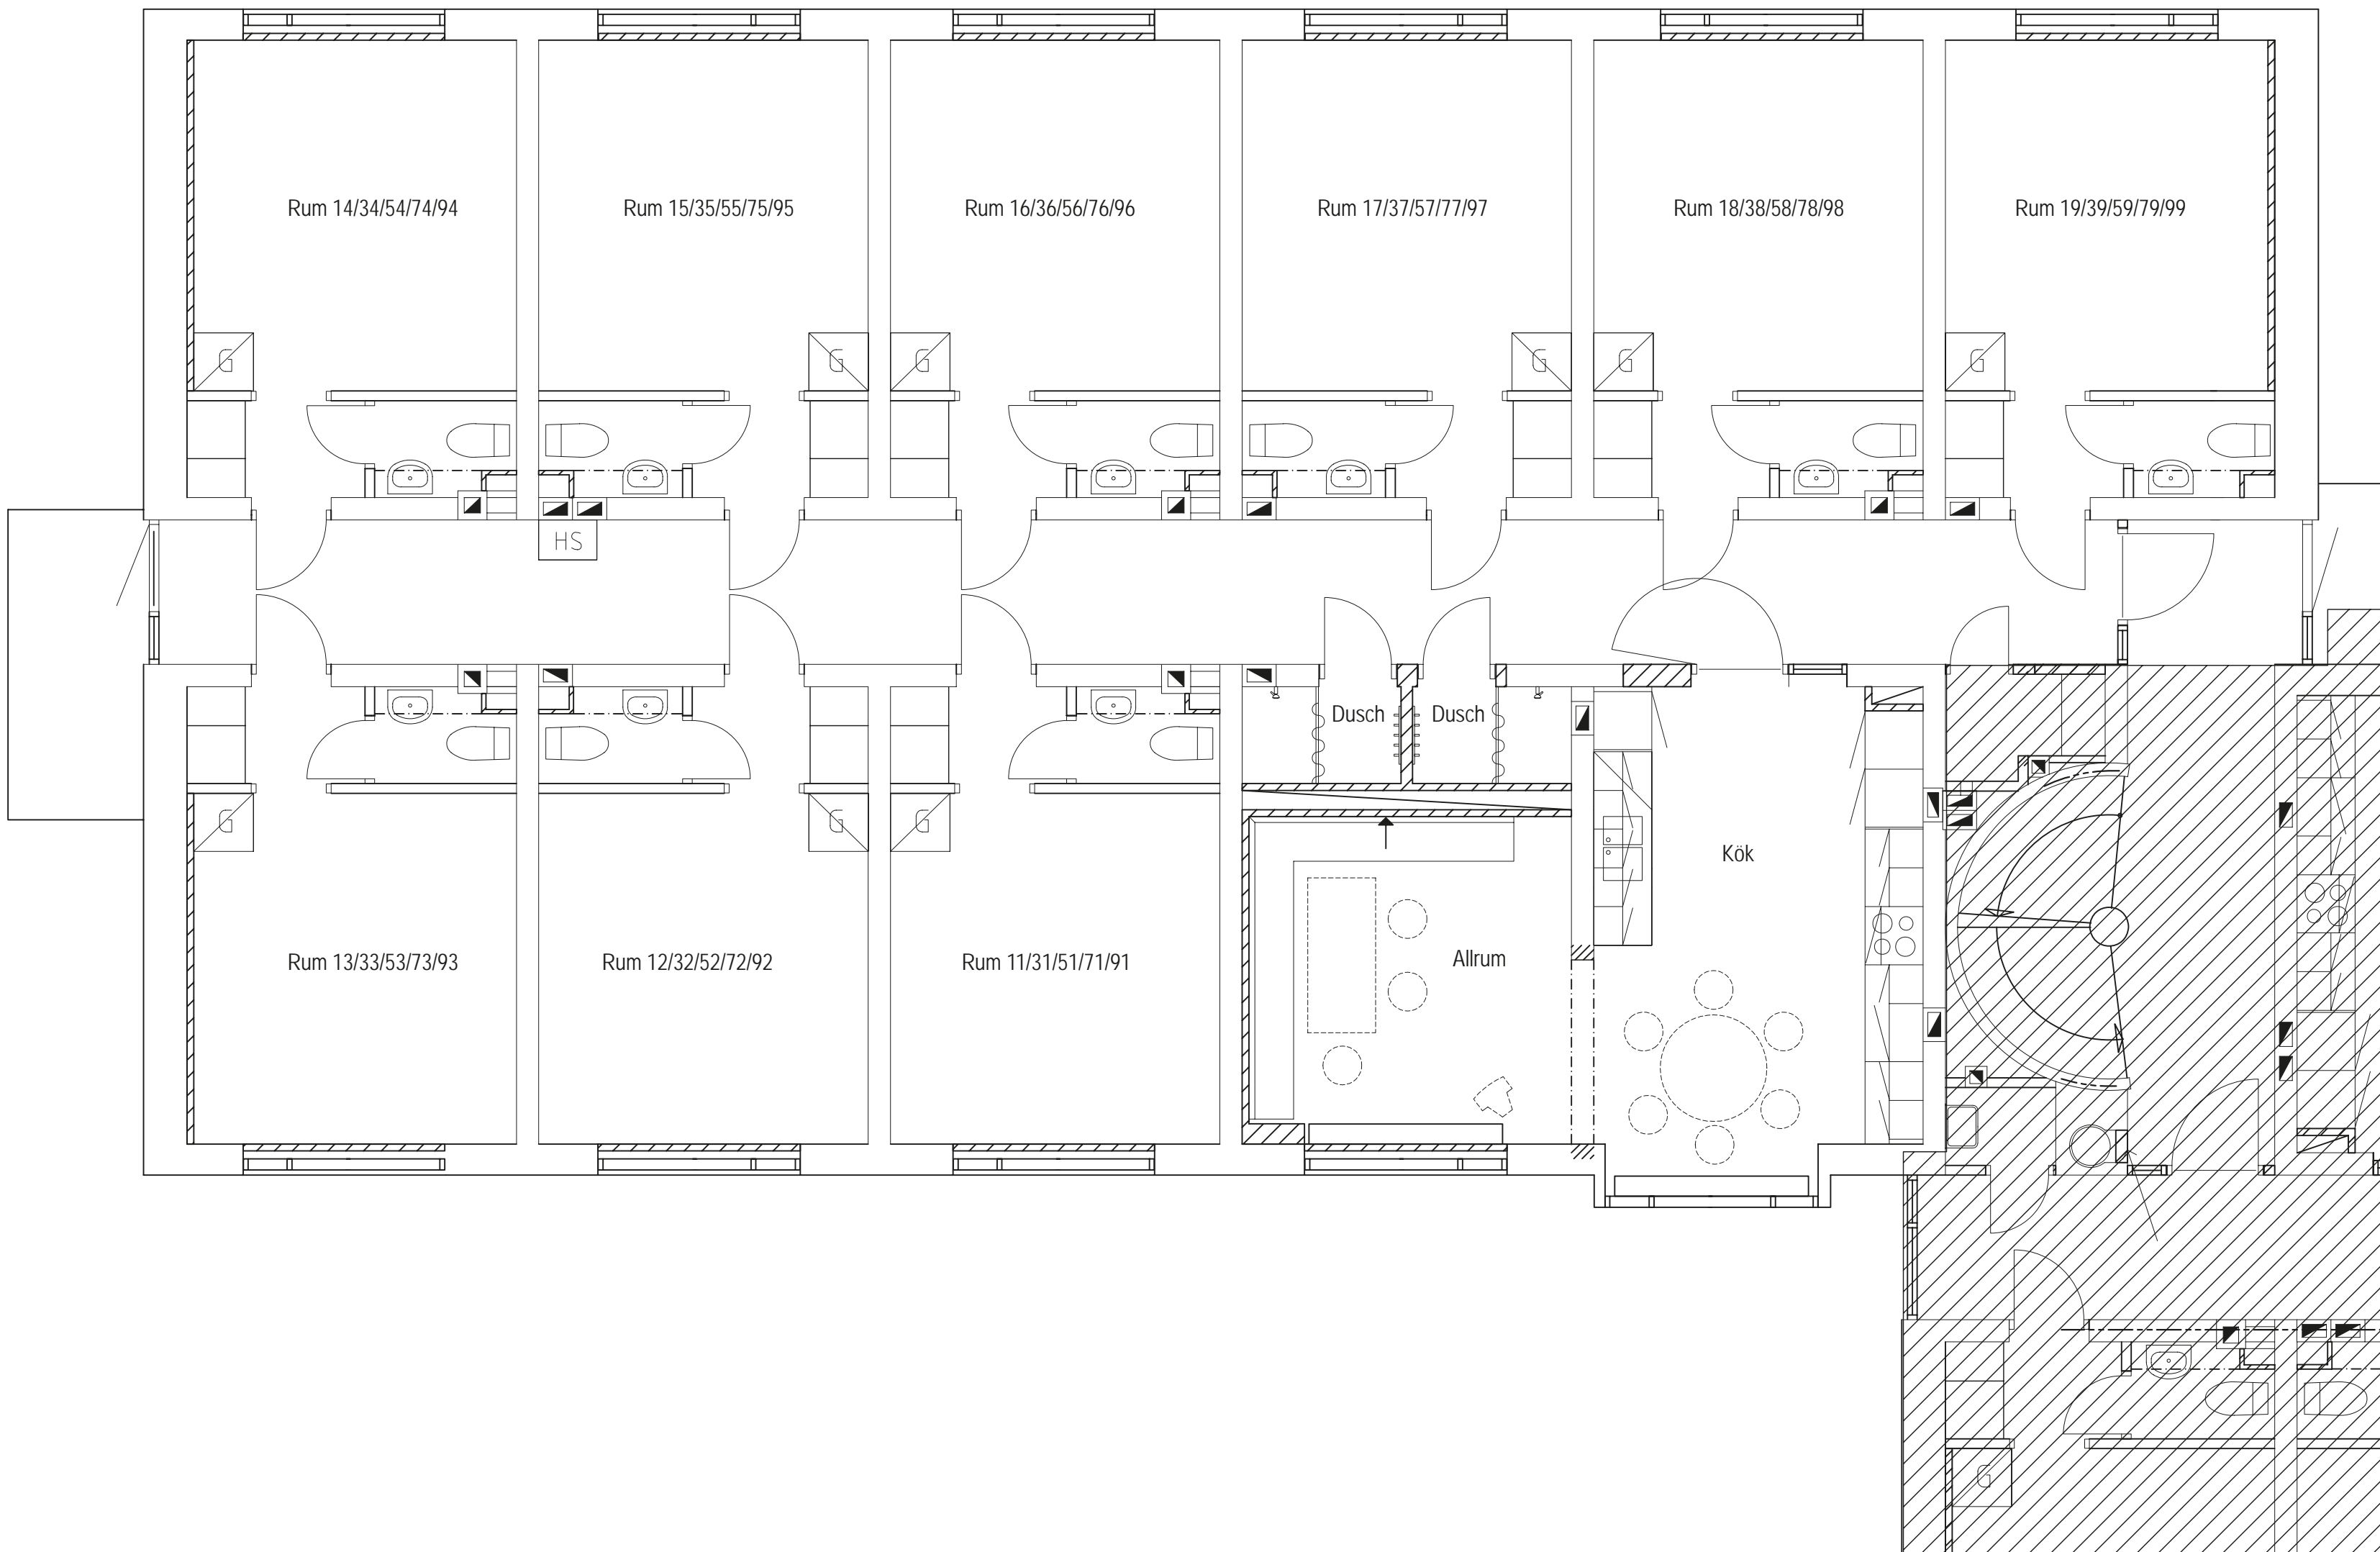 Rum 14/34/54/74/94
Rum 15/35/55/75/95
Rum 16/36/56/76/96
Rum 17/37/57/77/97
Rum 18/38/58/78/98
Rum 19/39/59/79/99
G
G
G
G
G
G
HS
Dusch
Dusch
G
G
G
Kök
Rum 13/33/53/73/93
Rum 12/32/52/72/92
Rum 11/31/51/71/91
Allrum
G